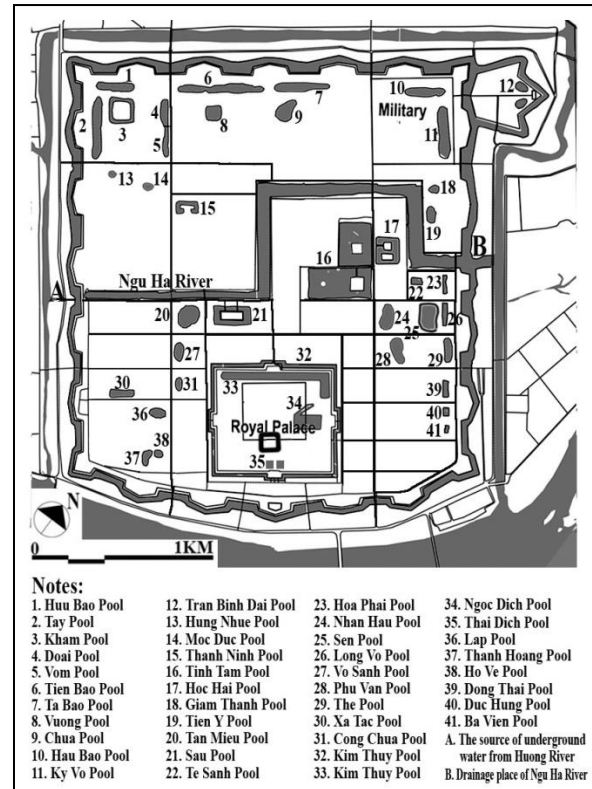 1
6
7
10
12
Military
2
3
4
8
9
11
5
13
14
18
15
19
17
16
B
Ngu Ha River
22
23
A
20
21
24
25
26
27
28
29
32
33
30
31
39
34
36
Royal Palace
40
41
38
37
35
N
0 1KM
Notes:
1. Huu Bao Pool
2. Tay Pool
3. Kham Pool
4. Doai Pool
5. Vom Pool
6. Tien Bao Pool
7. Ta Bao Pool
8. Vuong Pool
9. Chua Pool
10. Hau Bao Pool
11. Ky Vo Pool
12. Tran Binh Dai Pool
13. Hung Nhue Pool
14. Moc Duc Pool
15. Thanh Ninh Pool
16. Tinh Tam Pool
17. Hoc Hai Pool
18. Giam Thanh Pool
19. Tien Y Pool
20. Tan Mieu Pool
21. Sau Pool
22. Te Sanh Pool
23. Hoa Phai Pool
24. Nhan Hau Pool
25. Sen Pool
26. Long Vo Pool
27. Vo Sanh Pool
28. Phu Van Pool
29. The Pool
30. Xa Tac Pool
31. Cong Chua Pool
32. Kim Thuy Pool
33. Kim Thuy Pool
34. Ngoc Dich Pool
35. Thai Dich Pool
36. Lap Pool
37. Thanh Hoang Pool
38. Ho Ve Pool
39. Dong Thai Pool
40. Duc Hung Pool
41. Ba Vien Pool
A. The source of underground
water from Huong River
B. Drainage place of Ngu Ha River